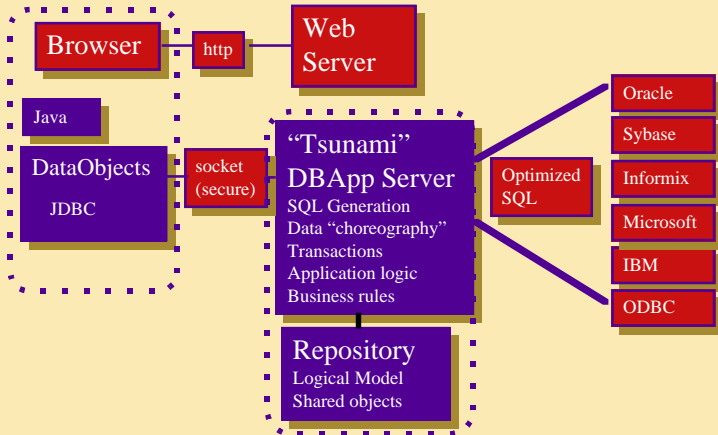 Browser
http
Web
Server
Java
DataObjects
JDBC
socket
(secure)
“Tsunami”
DBApp Server
SQL Generation
Data “choreography”
Transactions
Application logic
Business rules
Repository
Logical Model
Shared objects
Optimized
SQL
Oracle
Sybase
Informix
Microsoft
IBM
ODBC